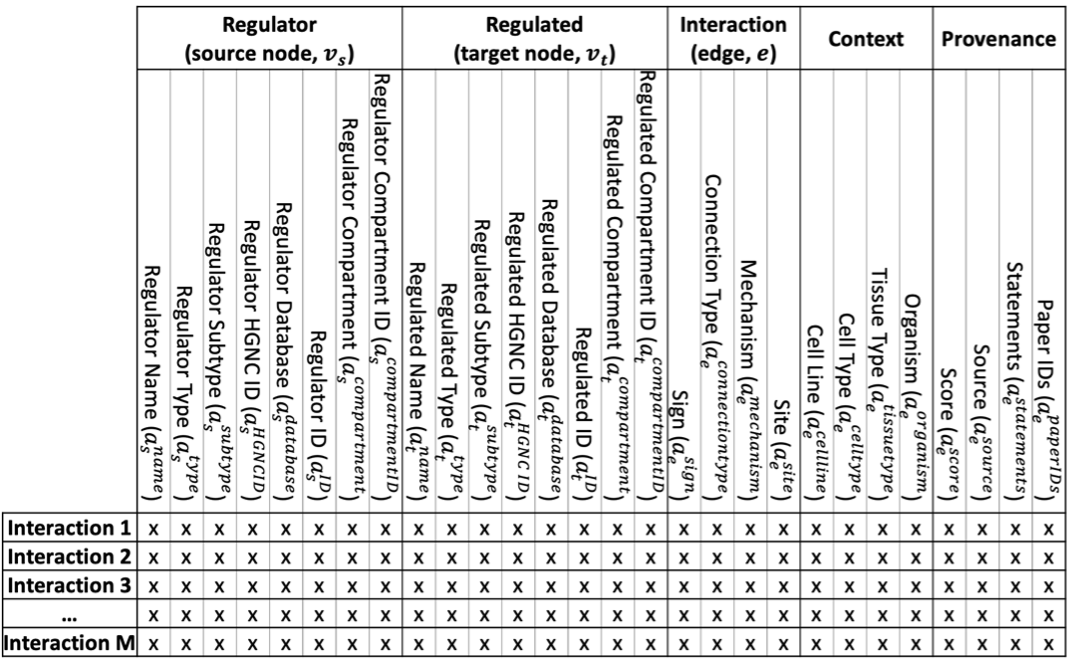 Regulator
(source node, 𝑣ₛ)
Regulated
(target node, 𝑣ₜ)
Interaction
(edge, 𝑒)
Context
Provenance
Regulator Name (𝑎_s^name)
Regulator Type (𝑎_s^type)
Regulator Subtype (𝑎_s^subtype)
Regulator HGNC ID (𝑎_s^HGNCID)
Regulator Database (𝑎_s^database)
Regulator ID (𝑎_s^ID)
Regulator Compartment (𝑎_s^compartment)
Regulator Compartment ID (𝑎_s^compartmentID)
Regulated Name (𝑎_t^name)
Regulated Type (𝑎_t^type)
Regulated Subtype (𝑎_t^subtype)
Regulated HGNC ID (𝑎_t^HGNC ID)
Regulated Database (𝑎_t^database)
Regulated ID (𝑎_t^ID)
Regulated Compartment (𝑎_t^compartment)
Regulated Compartment ID (𝑎_t^compartmentID)
Sign (𝑎_e^sign)
Connection Type (𝑎_e^connectiontype)
Mechanism (𝑎_e^mechanism)
Site (𝑎_e^site)
Cell Line (𝑎_e^cellline)
Cell Type (𝑎_e^celltype)
Tissue Type (𝑎_e^tissuetype)
Organism (𝑎_e^organism)
Score (𝑎_e^score)
Source (𝑎_e^source)
Statements (𝑎_e^statements)
Paper IDs (𝑎_e^paperIDs)
Interaction 1 x x x x x x x x x x x x x x x x x x x x x x x x x x x x
Interaction 2 x x x x x x x x x x x x x x x x x x x x x x x x x x x x
Interaction 3 x x x x x x x x x x x x x x x x x x x x x x x x x x x x
... x x x x x x x x x x x x x x x x x x x x x x x x x x x x
Interaction M x x x x x x x x x x x x x x x x x x x x x x x x x x x x